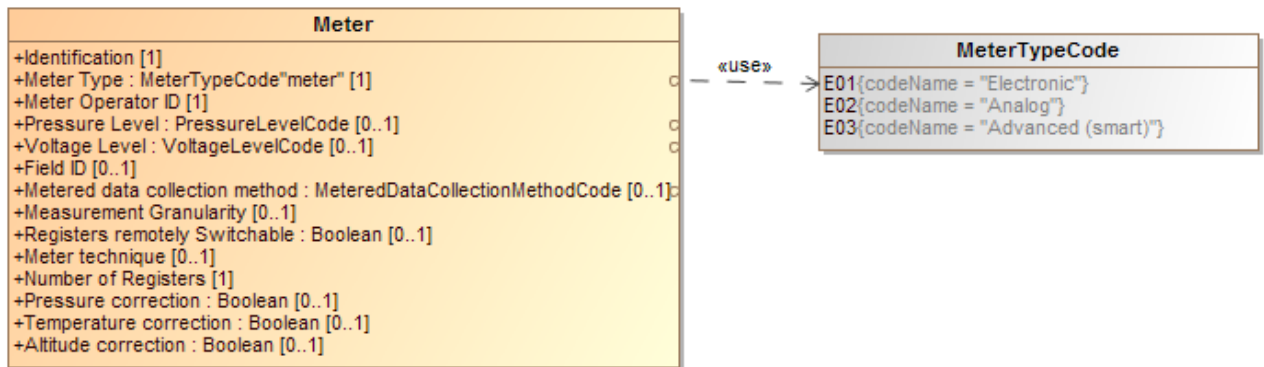 Meter
+Identification [1]
+Meter Type : MeterTypeCode"meter" [1]
+Meter Operator ID [1]
+Pressure Level : PressureLevelCode [0..1]
+Voltage Level : VoltageLevelCode [0..1]
+Field ID [0..1]
+Metered data collection method : MeteredDataCollectionMethodCode [0..1]
+Measurement Granularity [0..1]
+Registers remotely Switchable : Boolean [0..1]
+Meter technique [0..1]
+Number of Registers [1]
+Pressure correction : Boolean [0..1]
+Temperature correction : Boolean [0..1]
+Altitude correction : Boolean [0..1]
«use»
MeterTypeCode
E01{codeName = "Electronic"}
E02{codeName = "Analog"}
E03{codeName = "Advanced (smart)"}